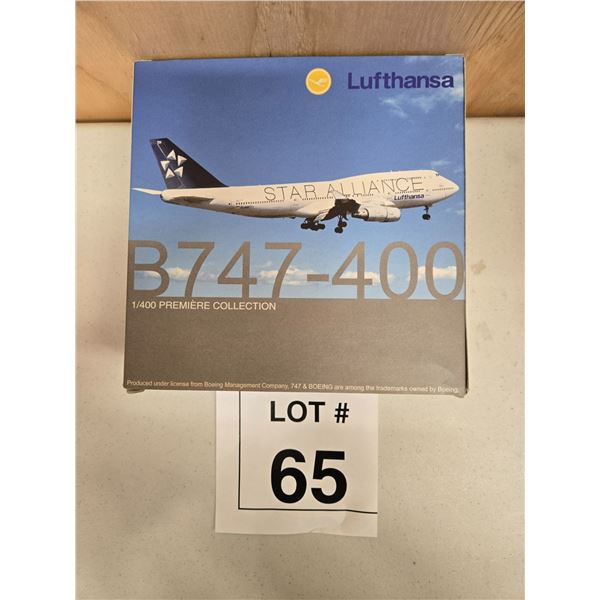 Lufthansa
STAR ALLIANCE
Lufthansa
B747-400
1/400 PREMIÈRE COLLECTION
Produced under license from Boeing Management Company. 747 & BOEING are among the trademarks owned by Boeing.
LOT #
65